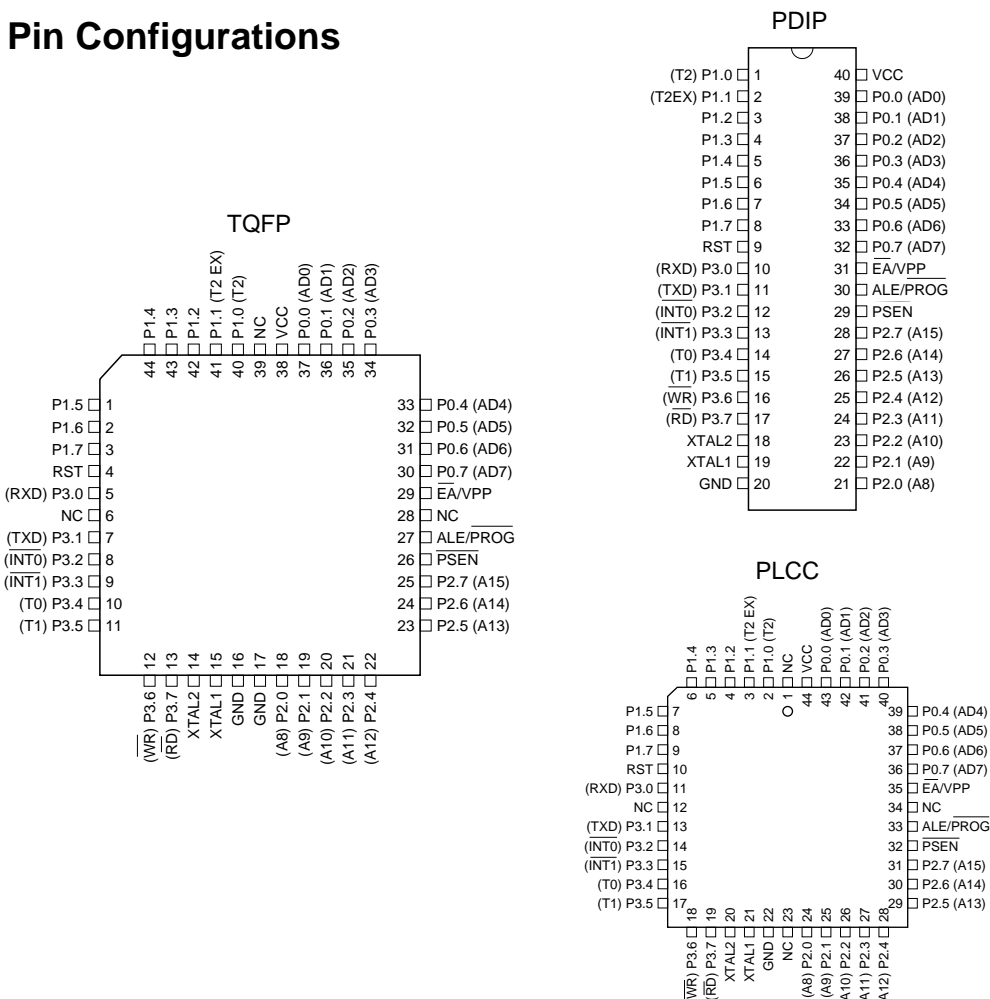 Pin Configurations
PDIP
(T2) P1.0 1
(T2EX) P1.1 2
P1.2 3
P1.3 4
P1.4 5
P1.5 6
P1.6 7
P1.7 8
RST 9
(RXD) P3.0 10
(TXD) P3.1 11
(INT0) P3.2 12
(INT1) P3.3 13
(T0) P3.4 14
(T1) P3.5 15
(WR) P3.6 16
(RD) P3.7 17
XTAL2 18
XTAL1 19
GND 20
40 VCC
39 P0.0 (AD0)
38 P0.1 (AD1)
37 P0.2 (AD2)
36 P0.3 (AD3)
35 P0.4 (AD4)
34 P0.5 (AD5)
33 P0.6 (AD6)
32 P0.7 (AD7)
31 EA/VPP
30 ALE/PROG
29 PSEN
28 P2.7 (A15)
27 P2.6 (A14)
26 P2.5 (A13)
25 P2.4 (A12)
24 P2.3 (A11)
23 P2.2 (A10)
22 P2.1 (A9)
21 P2.0 (A8)
TQFP
44 P1.4
43 P1.3
42 P1.2
41 P1.1 (T2 EX)
40 P1.0 (T2)
39 NC
38 VCC
37 P0.0 (AD0)
36 P0.1 (AD1)
35 P0.2 (AD2)
34 P0.3 (AD3)
P1.5 1
P1.6 2
P1.7 3
RST 4
(RXD) P3.0 5
NC 6
(TXD) P3.1 7
(INT0) P3.2 8
(INT1) P3.3 9
(T0) P3.4 10
(T1) P3.5 11
33 P0.4 (AD4)
32 P0.5 (AD5)
31 P0.6 (AD6)
30 P0.7 (AD7)
29 EA/VPP
28 NC
27 ALE/PROG
26 PSEN
25 P2.7 (A15)
24 P2.6 (A14)
23 P2.5 (A13)
(WR) P3.6 12
(RD) P3.7 13
XTAL2 14
XTAL1 15
GND 16
GND 17
(A8) P2.0 18
(A9) P2.1 19
(A10) P2.2 20
(A11) P2.3 21
(A12) P2.4 22
PLCC
6 P1.4
5 P1.3
4 P1.2
3 P1.1 (T2 EX)
2 P1.0 (T2)
1 NC
44 VCC
43 P0.0 (AD0)
42 P0.1 (AD1)
41 P0.2 (AD2)
40 P0.3 (AD3)
P1.5 7
P1.6 8
P1.7 9
RST 10
(RXD) P3.0 11
NC 12
(TXD) P3.1 13
(INT0) P3.2 14
(INT1) P3.3 15
(T0) P3.4 16
(T1) P3.5 17
39 P0.4 (AD4)
38 P0.5 (AD5)
37 P0.6 (AD6)
36 P0.7 (AD7)
35 EA/VPP
34 NC
33 ALE/PROG
32 PSEN
31 P2.7 (A15)
30 P2.6 (A14)
29 P2.5 (A13)
WR) P3.6 18
(RD) P3.7 19
XTAL2 20
XTAL1 21
GND 22
NC 23
(A8) P2.0 24
(A9) P2.1 25
A10) P2.2 26
A11) P2.3 27
A12) P2.4 28